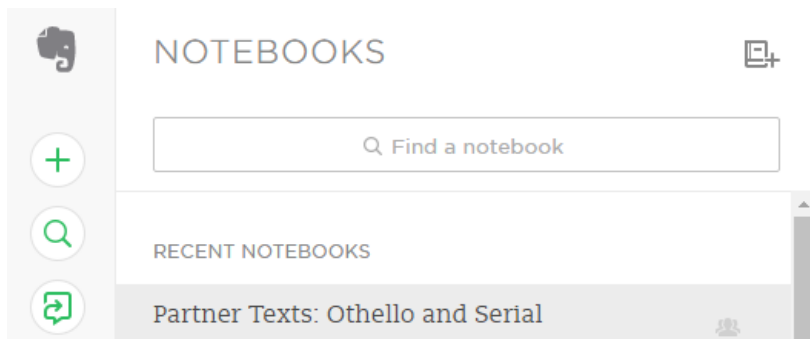 NOTEBOOKS
Find a notebook
RECENT NOTEBOOKS
Partner Texts: Othello and Serial